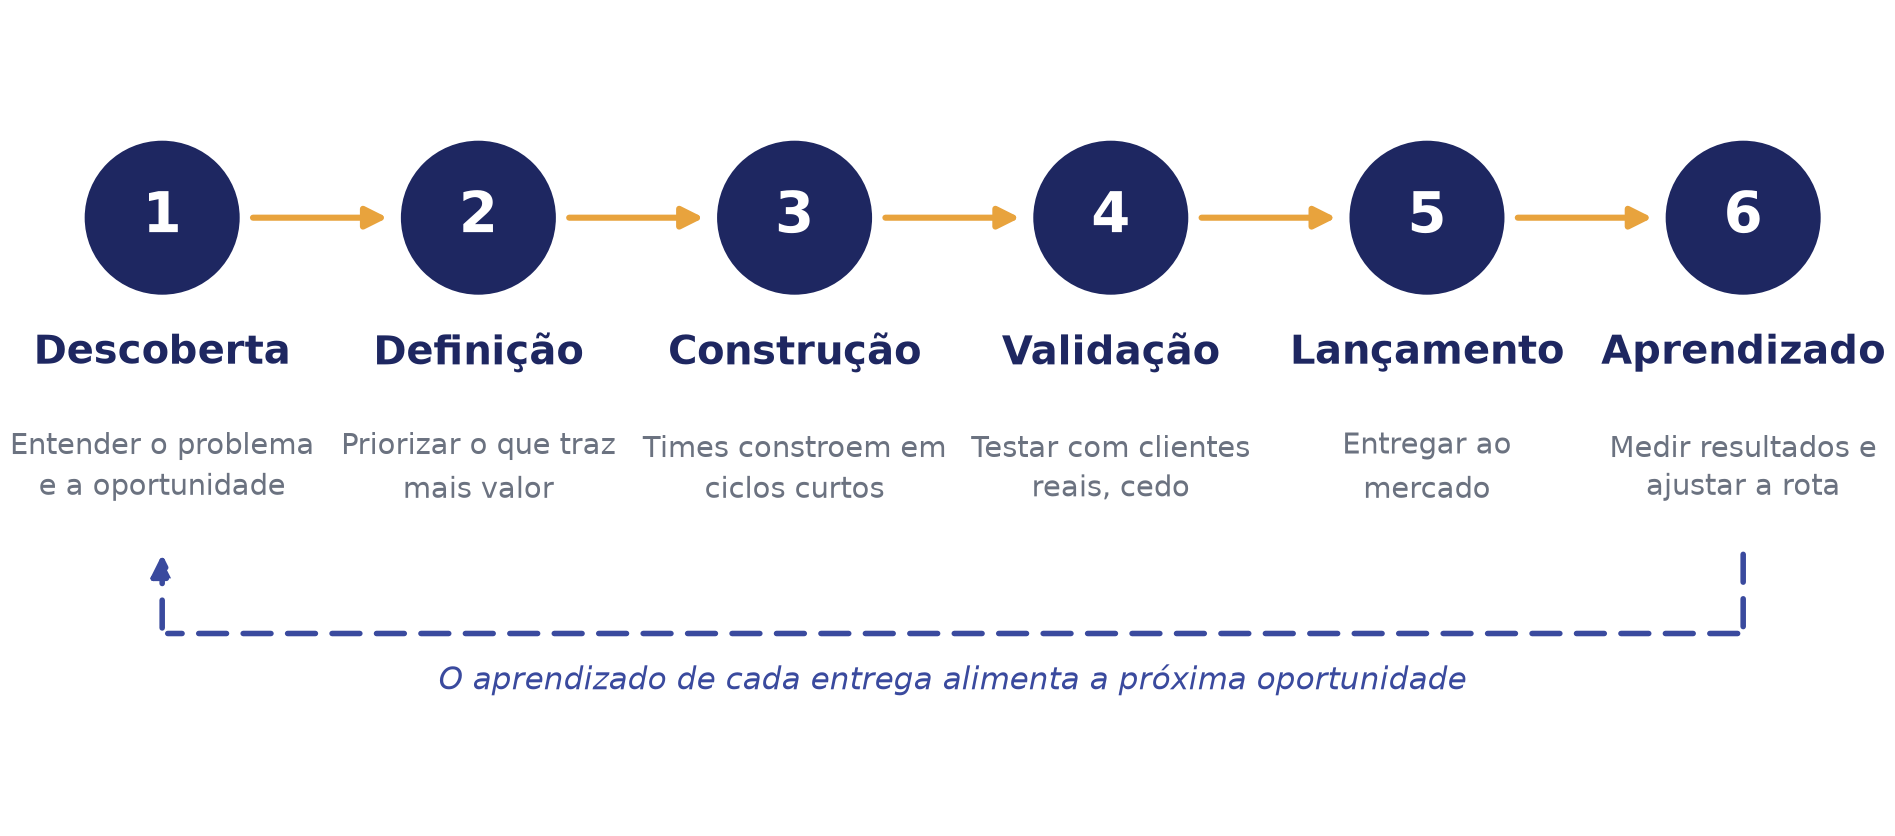 1
2
3
4
5
6
Descoberta
Definição
Construção
Validação
Lançamento
Aprendizado
Entender o problema
e a oportunidade
Priorizar o que traz
mais valor
Times constroem em
ciclos curtos
Testar com clientes
reais, cedo
Entregar ao
mercado
Medir resultados e
ajustar a rota
O aprendizado de cada entrega alimenta a próxima oportunidade